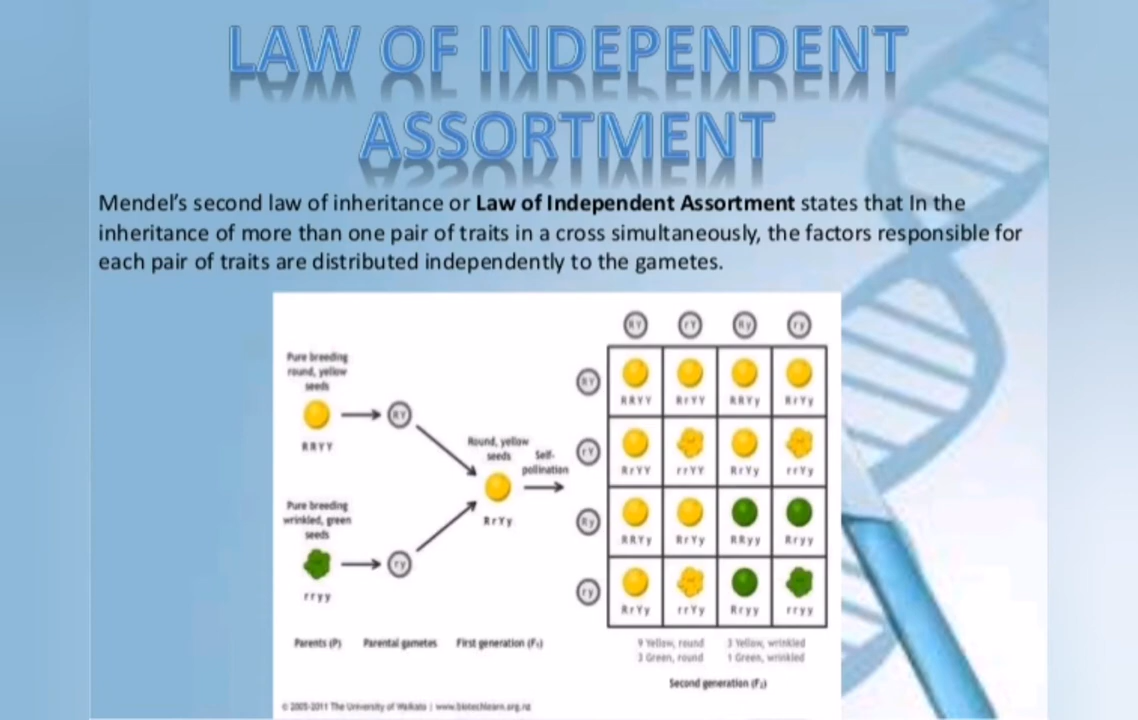 LAW OF INDEPENDENT
ASSORTMENT
Mendel's second law of inheritance or Law of Independent Assortment states that In the
inheritance of more than one pair of traits in a cross simultaneously, the factors responsible for
each pair of traits are distributed independently to the gametes.
RY rY Ry ry
Pure breeding
round, yellow
seeds
RY
RRYY RrYY RRYy RrYy
RY
RRYY
Round, yellow
seeds
Self-
pollination
rY
RrYY rrYY RrYy rrYy
Pure breeding
wrinkled, green
seeds
RrYy
Ry
RRYy RrYy RRyy Rryy
ry
rryy
ry
RrYy rrYy Rryy rryy
Parents (P) Parental gametes First generation (F₁)
9 Yellow, round 3 Yellow, wrinkled
3 Green, round 1 Green, wrinkled
Second generation (F₂)
© 2005-2011 The University of Waikato | www.biotechlearn.org.nz